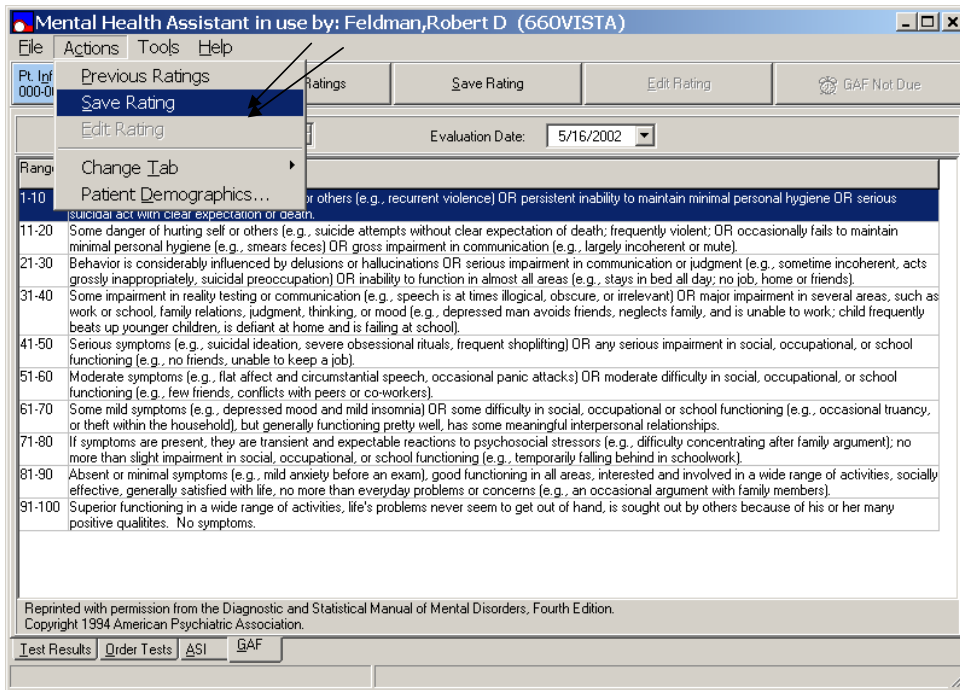 Mental Health Assistant in use by: Feldman,Robert D (660VISTA)
File Actions Tools Help
Pt. Inf
000-0
Ratings Save Rating Edit Rating GAF Not Due
Previous Ratings
Save Rating
Edit Rating
Change Tab
Patient Demographics...
Evaluation Date: 5/16/2002
Range
1-10 or others (e.g., recurrent violence) OR persistent inability to maintain minimal personal hygiene OR serious
suicidal act with clear expectation or death.
11-20 Some danger of hurting self or others (e.g., suicide attempts without clear expectation of death; frequently violent; OR occasionally fails to maintain
minimal personal hygiene (e.g., smears feces) OR gross impairment in communication (e.g., largely incoherent or mute).
21-30 Behavior is considerably influenced by delusions or hallucinations OR serious impairment in communication or judgment (e.g., sometime incoherent, acts
grossly inappropriately, suicidal preoccupation) OR inability to function in almost all areas (e.g., stays in bed all day; no job, home or friends).
31-40 Some impairment in reality testing or communication (e.g., speech is at times illogical, obscure, or irrelevant) OR major impairment in several areas, such as
work or school, family relations, judgment, thinking, or mood (e.g., depressed man avoids friends, neglects family, and is unable to work; child frequently
beats up younger children, is defiant at home and is failing at school).
41-50 Serious symptoms (e.g., suicidal ideation, severe obsessional rituals, frequent shoplifting) OR any serious impairment in social, occupational, or school
functioning (e.g., no friends, unable to keep a job).
51-60 Moderate symptoms (e.g., flat affect and circumstantial speech, occasional panic attacks) OR moderate difficulty in social, occupational, or school
functioning (e.g., few friends, conflicts with peers or co-workers).
61-70 Some mild symptoms (e.g., depressed mood and mild insomnia) OR some difficulty in social, occupational or school functioning (e.g., occasional truancy,
or theft within the household), but generally functioning pretty well, has some meaningful interpersonal relationships.
71-80 If symptoms are present, they are transient and expectable reactions to psychosocial stressors (e.g., difficulty concentrating after family argument); no
more than slight impairment in social, occupational, or school functioning (e.g., temporarily falling behind in schoolwork).
81-90 Absent or minimal symptoms (e.g., mild anxiety before an exam), good functioning in all areas, interested and involved in a wide range of activities, socially
effective, generally satisfied with life, no more than everyday problems or concerns (e.g., an occasional argument with family members).
91-100 Superior functioning in a wide range of activities, life's problems never seem to get out of hand, is sought out by others because of his or her many
positive qualitites. No symptoms.
Reprinted with permission from the Diagnostic and Statistical Manual of Mental Disorders, Fourth Edition.
Copyright 1994 American Psychiatric Association.
Test Results Order Tests ASI GAF